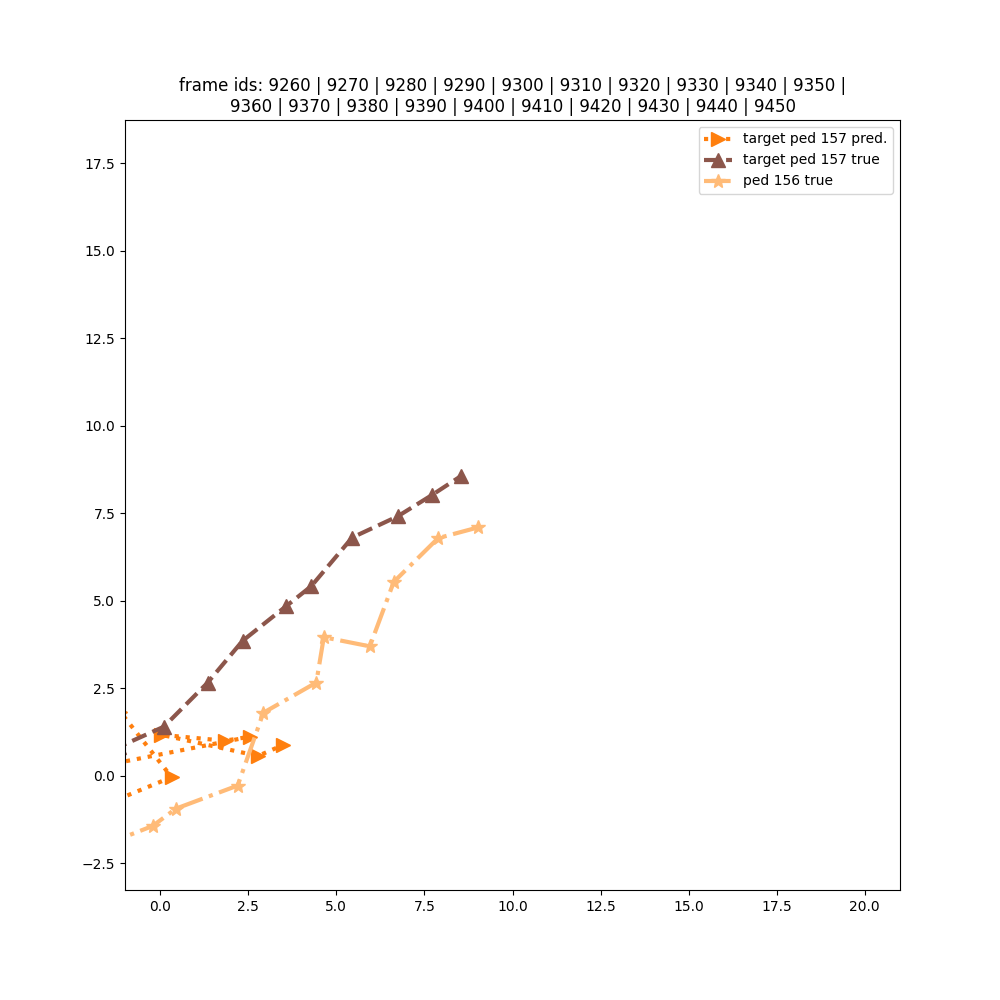 frame ids: 9260 | 9270 | 9280 | 9290 | 9300 | 9310 | 9320 | 9330 | 9340 | 9350 |
9360 | 9370 | 9380 | 9390 | 9400 | 9410 | 9420 | 9430 | 9440 | 9450
target ped 157 pred.
target ped 157 true
ped 156 true
17.5
15.0
12.5
10.0
7.5
5.0
2.5
0.0
−2.5
0.0 2.5 5.0 7.5 10.0 12.5 15.0 17.5 20.0